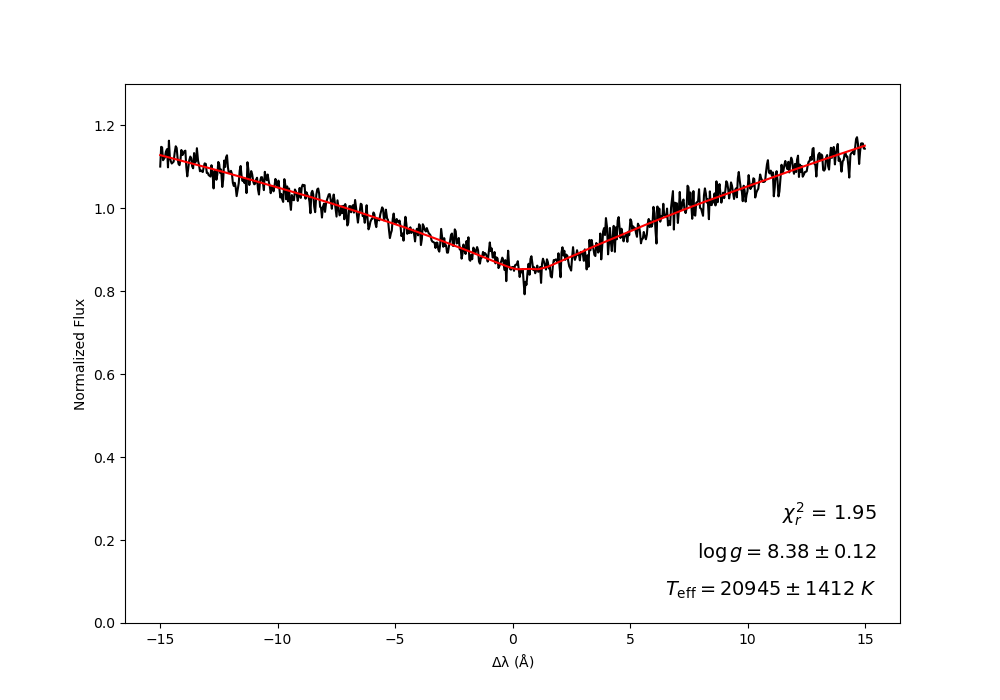 1.2
1.0
0.8
0.6
0.4
0.2
0.0
Normalized Flux
χ²ᵣ = 1.95
log g = 8.38 ± 0.12
T_eff = 20945 ± 1412 K
−15 −10 −5 0 5 10 15
Δλ (Å)